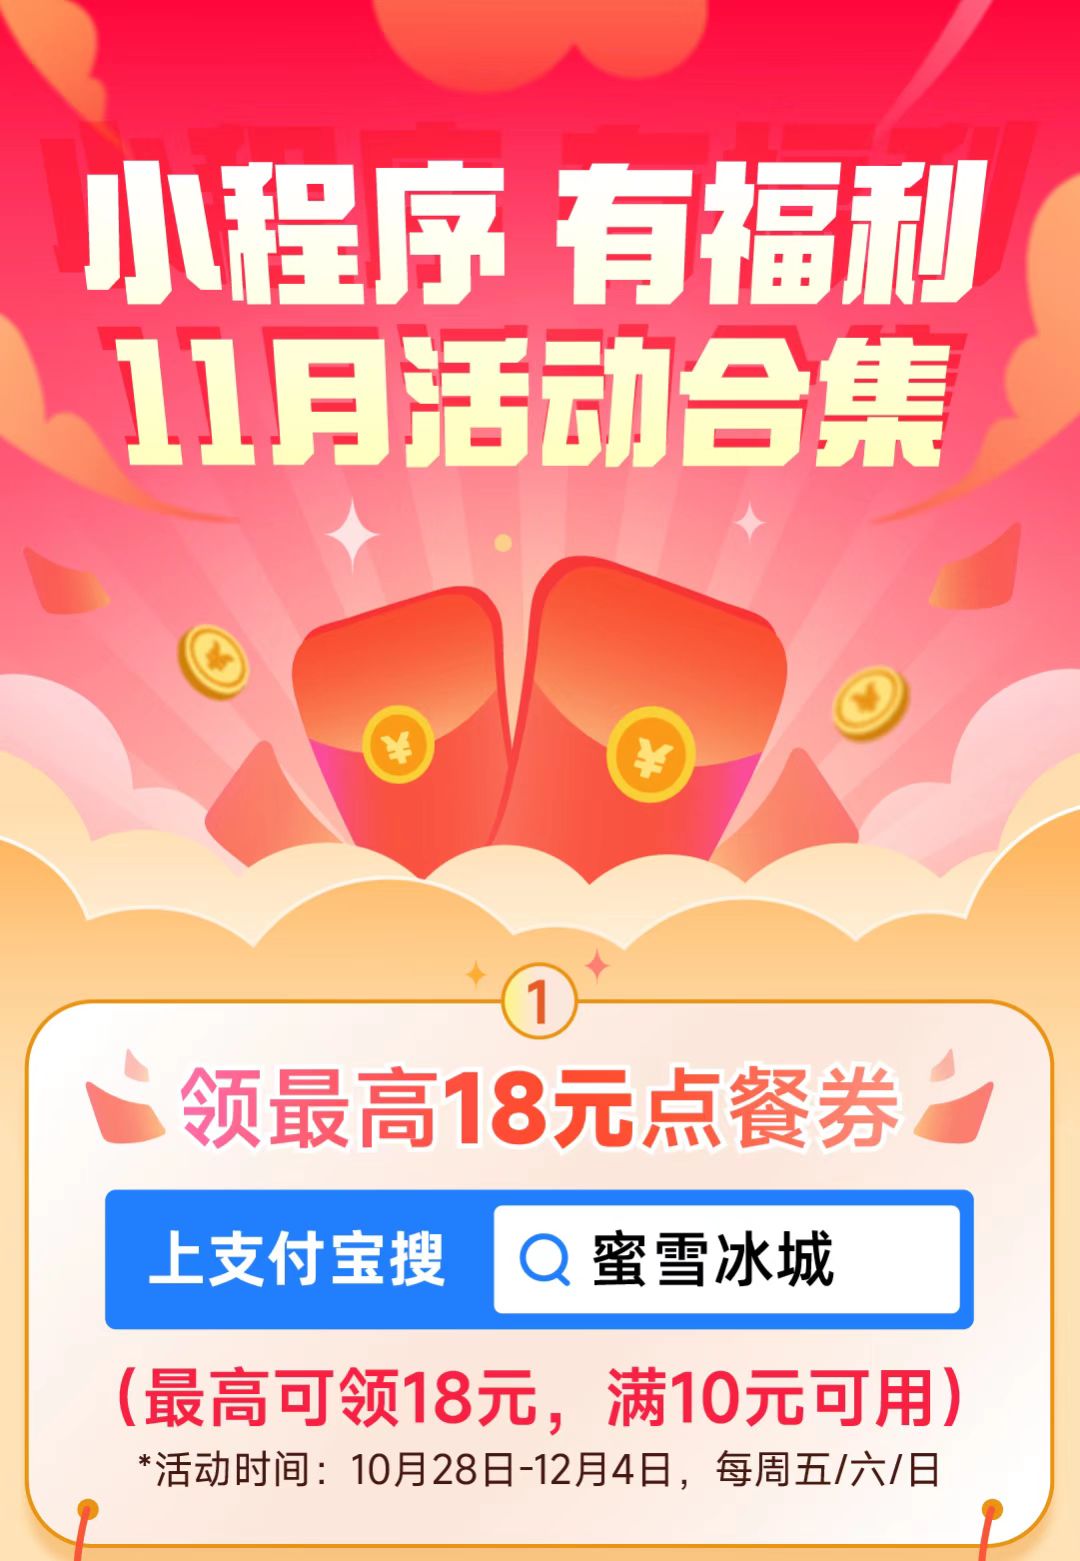 小程序 有福利
11月活动合集
1
领最高18元点餐券
上支付宝搜 蜜雪冰城
（最高可领18元，满10元可用）
*活动时间：10月28日-12月4日，每周五/六/日